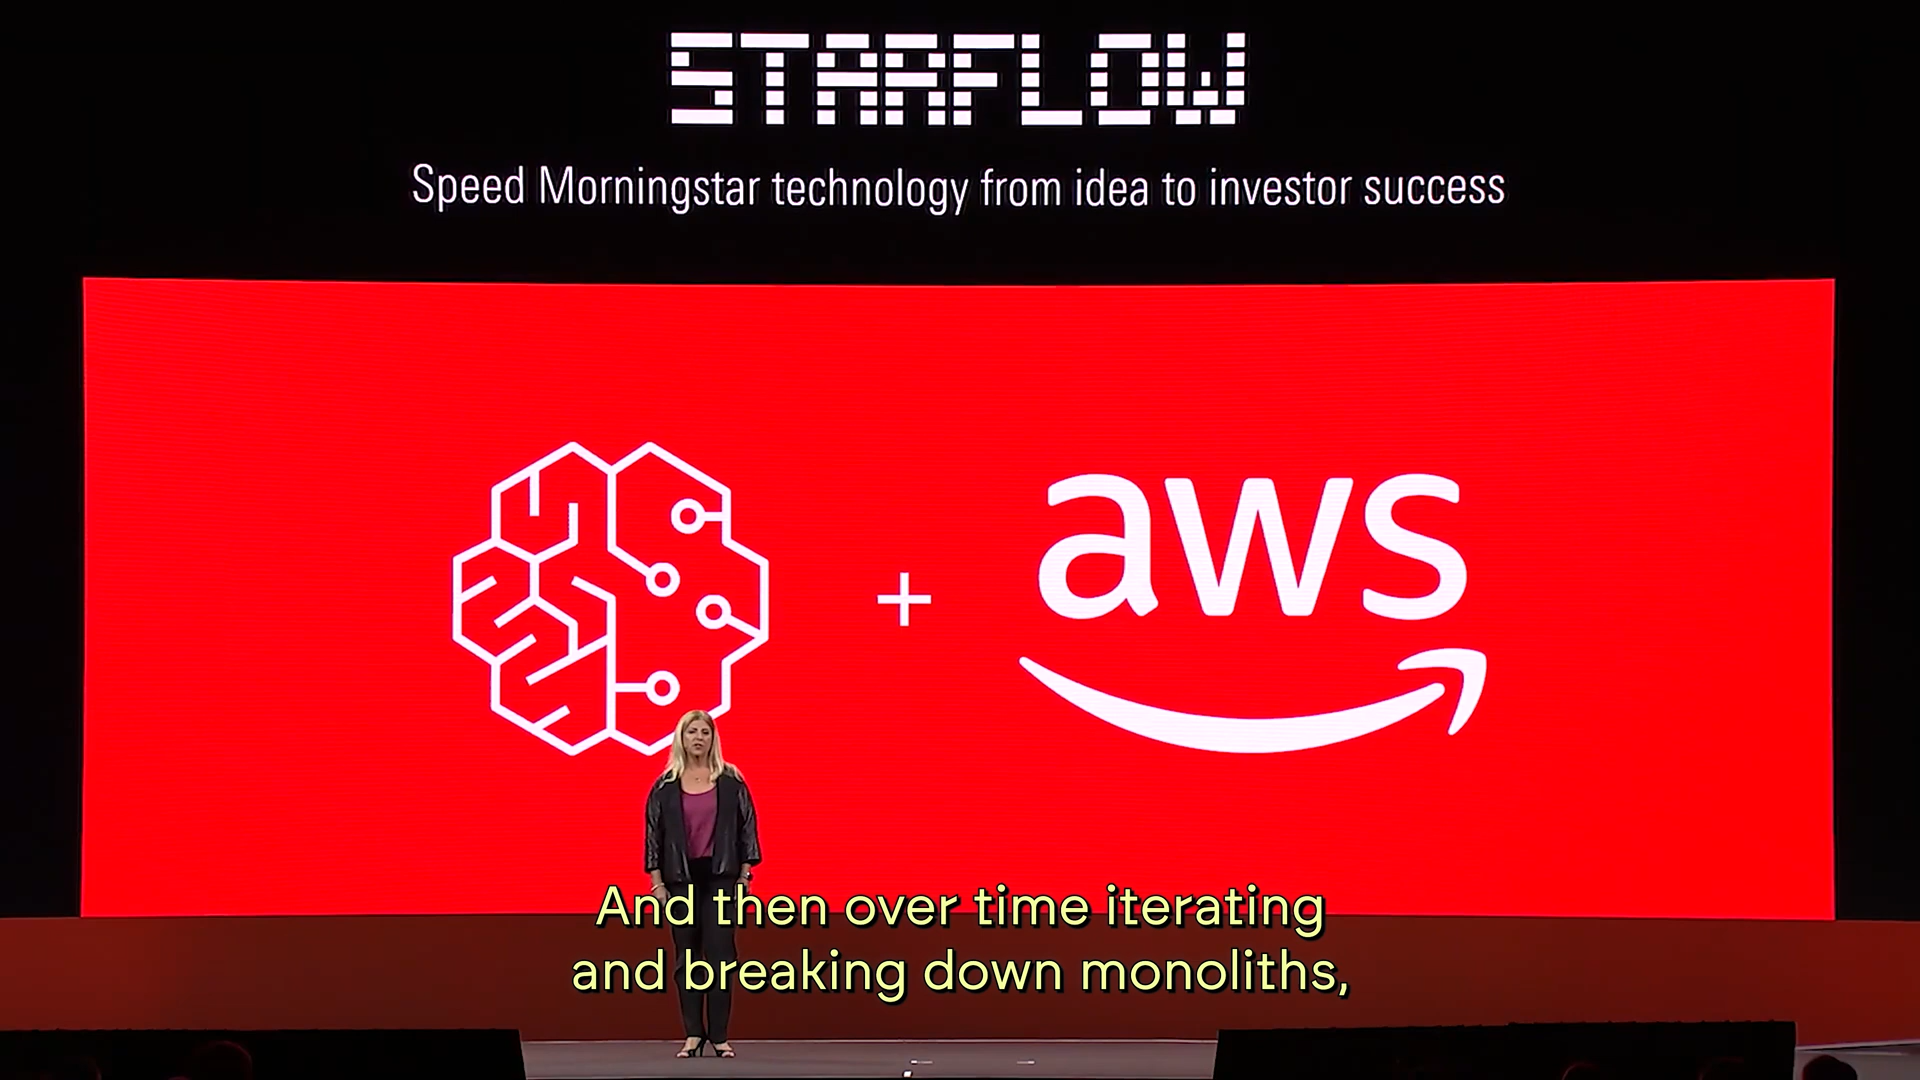 STARFLOW
Speed Morningstar technology from idea to investor success
+
aws
And then over time iterating
and breaking down monoliths,